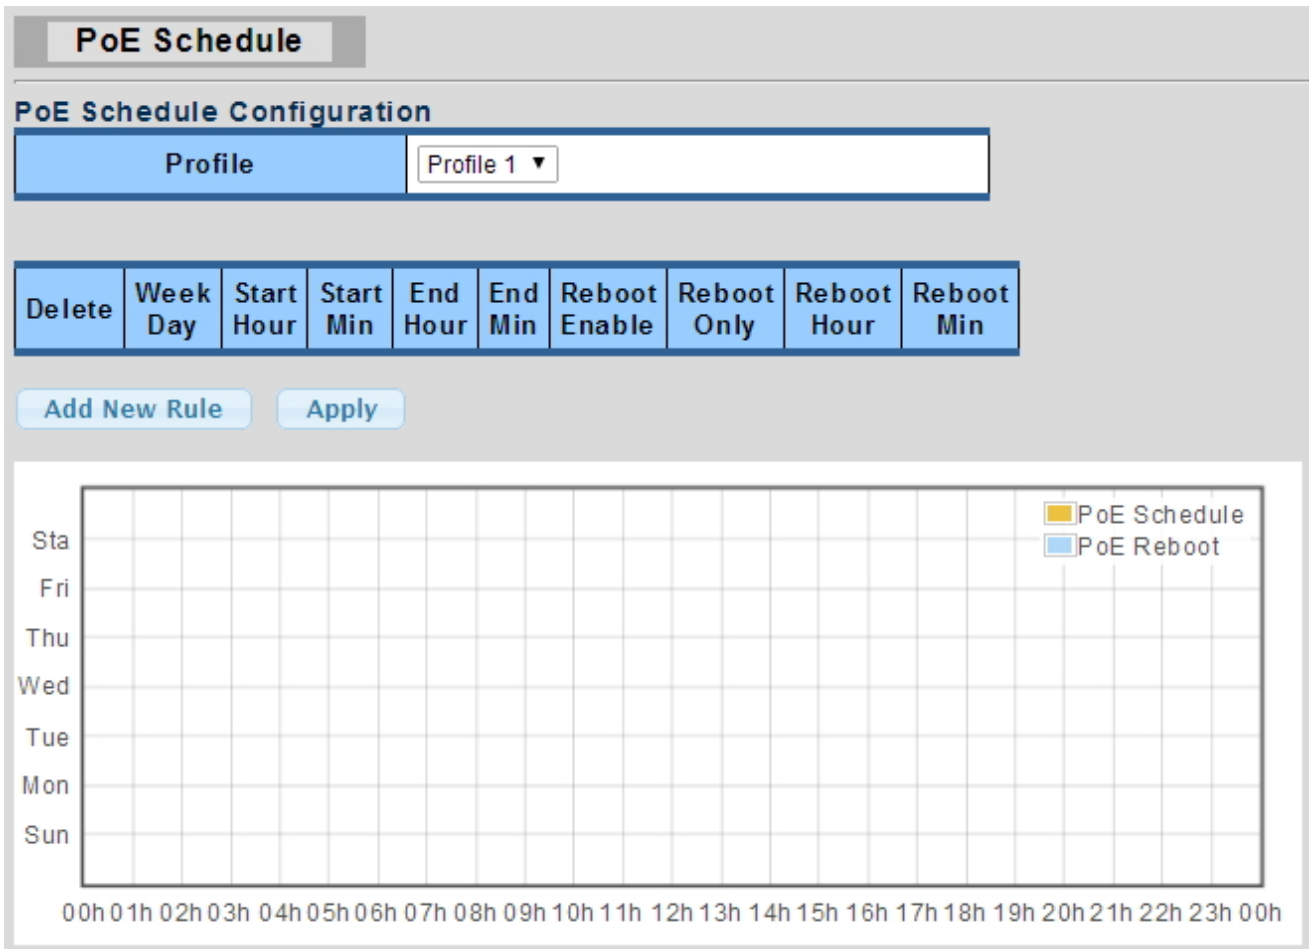 PoE Schedule
PoE Schedule Configuration
Profile Profile 1
Delete Week Day Start Hour Start Min End Hour End Min Reboot Enable Reboot Only Reboot Hour Reboot Min
Add New Rule Apply
PoE Schedule
PoE Reboot
Sta
Fri
Thu
Wed
Tue
Mon
Sun
00h 01h 02h 03h 04h 05h 06h 07h 08h 09h 10h 11h 12h 13h 14h 15h 16h 17h 18h 19h 20h 21h 22h 23h 00h